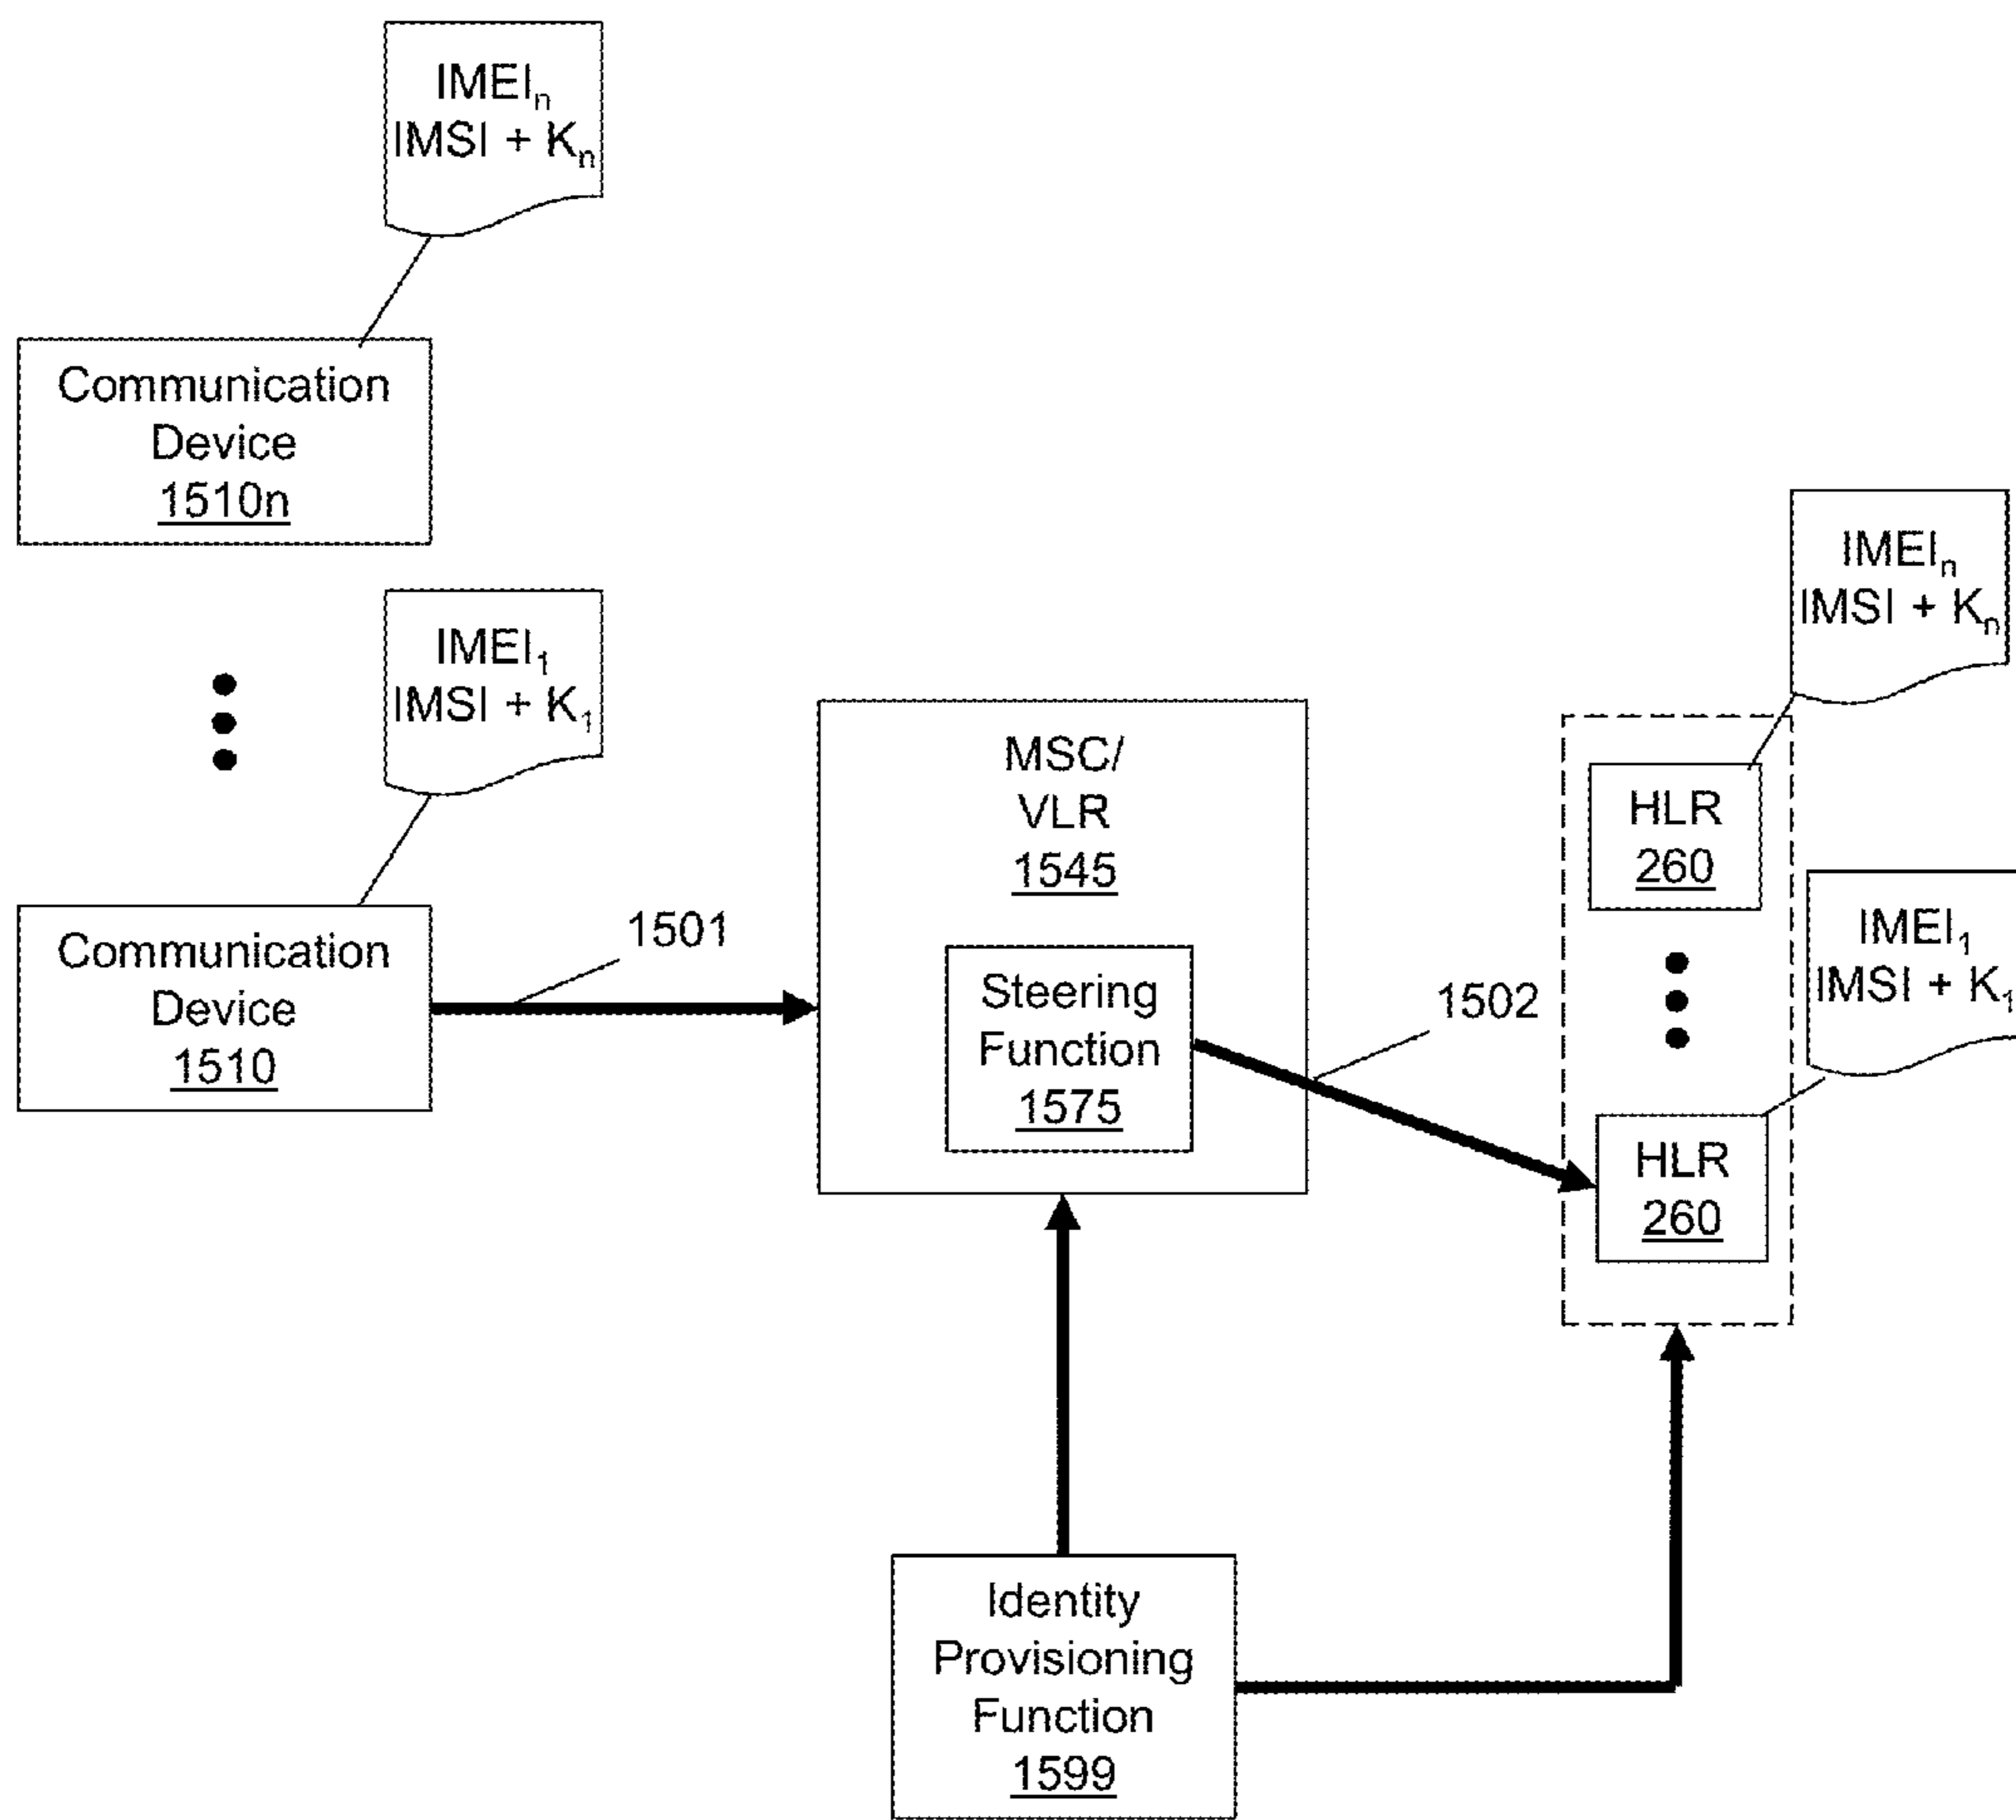 IMEIn
IMSI + Kn
Communication
Device
1510n
IMEI1
IMSI + K1
Communication
Device
1510
1501
MSC/
VLR
1545
Steering
Function
1575
1502
IMEIn
IMSI + Kn
HLR
260
IMEI1
IMSI + K1
HLR
260
Identity
Provisioning
Function
1599